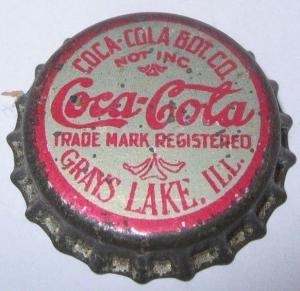 COCA-COLA BOT. CO.
NOT INC.
Coca-Cola
TRADE MARK REGISTERED
GRAYS LAKE, ILL.